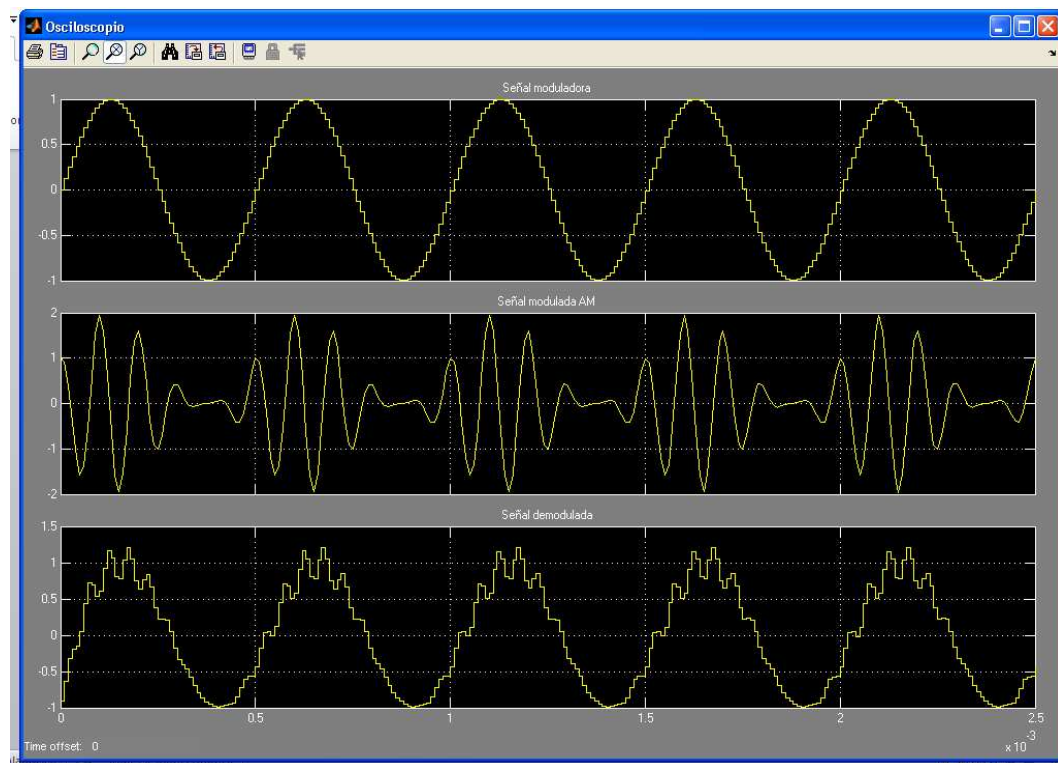 Osciloscopio
Señal moduladora
1
0.5
0
-0.5
-1
Señal modulada AM
2
1
0
-1
-2
Señal demodulada
1.5
1
0.5
0
-0.5
-1
0 0.5 1 1.5 2 2.5
x 10 -3
Time offset: 0